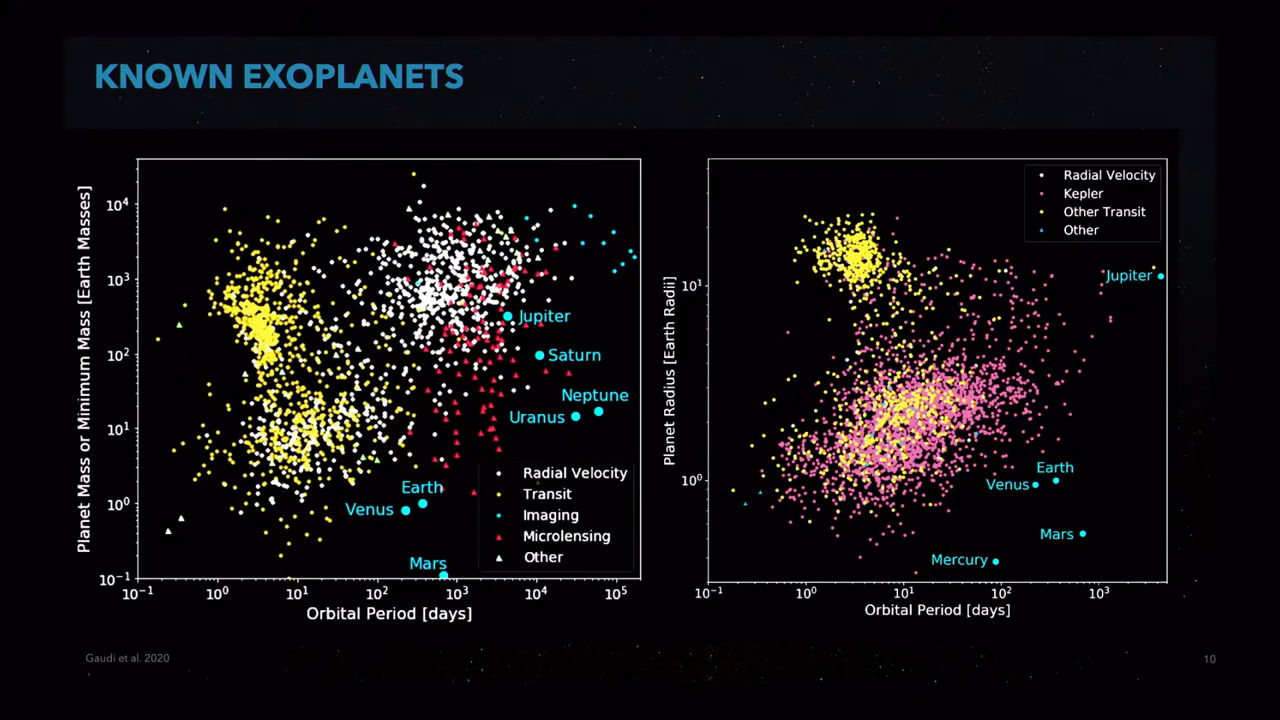 KNOWN EXOPLANETS
Planet Mass or Minimum Mass [Earth Masses]
10⁴
10³
10²
10¹
10⁰
10⁻¹
Jupiter
Saturn
Neptune
Uranus
Earth
Venus
Mars
Radial Velocity
Transit
Imaging
Microlensing
Other
10⁻¹ 10⁰ 10¹ 10² 10³ 10⁴ 10⁵
Orbital Period [days]
Planet Radius [Earth Radii]
10¹
10⁰
Radial Velocity
Kepler
Other Transit
Other
Jupiter
Earth
Venus
Mars
Mercury
10⁻¹ 10⁰ 10¹ 10² 10³
Orbital Period [days]
Gaudi et al. 2020
10